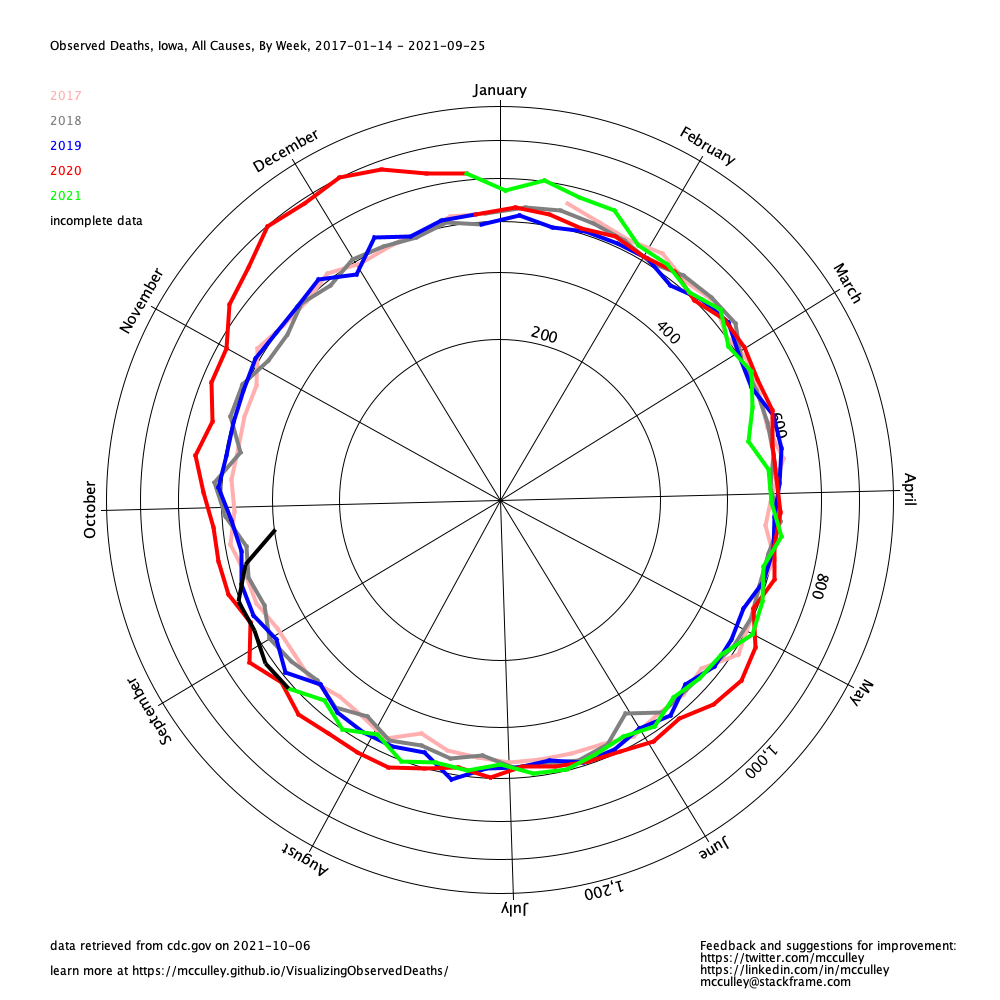 Observed Deaths, Iowa, All Causes, By Week, 2017-01-14 - 2021-09-25
2017
2018
2019
2020
2021
incomplete data
January
February
March
April
May
June
July
August
September
October
November
December
200
400
600
800
1,000
1,200
data retrieved from cdc.gov on 2021-10-06
learn more at https://mcculley.github.io/VisualizingObservedDeaths/
Feedback and suggestions for improvement:
https://twitter.com/mcculley
https://linkedin.com/in/mcculley
mcculley@stackframe.com